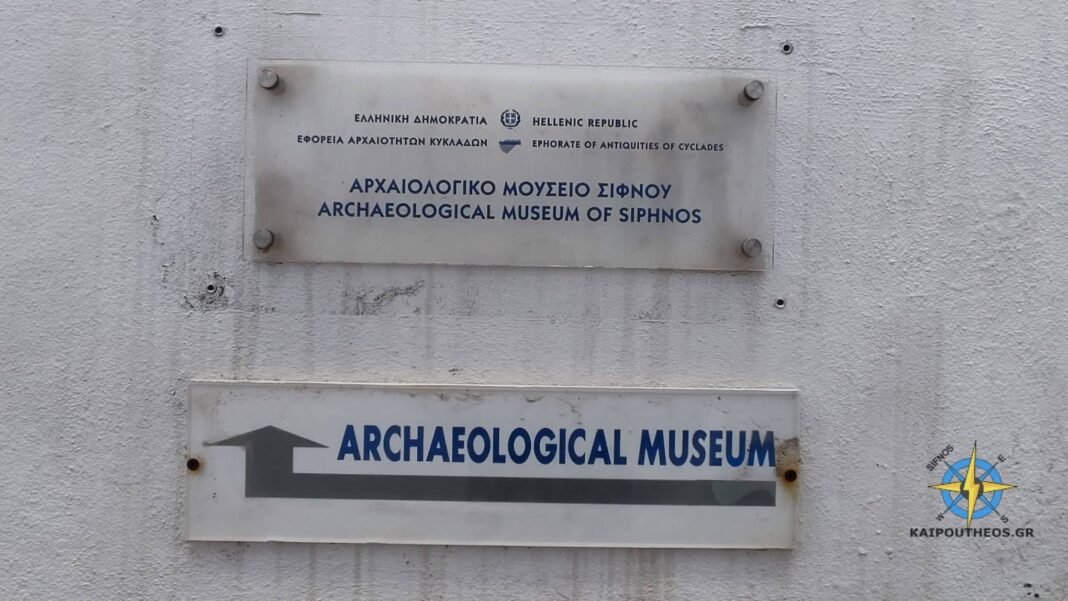 ΕΛΛΗΝΙΚΗ ΔΗΜΟΚΡΑΤΙΑ HELLENIC REPUBLIC
ΕΦΟΡΕΙΑ ΑΡΧΑΙΟΤΗΤΩΝ ΚΥΚΛΑΔΩΝ EPHORATE OF ANTIQUITIES OF CYCLADES
ΑΡΧΑΙΟΛΟΓΙΚΟ ΜΟΥΣΕΙΟ ΣΙΦΝΟΥ
ARCHAEOLOGICAL MUSEUM OF SIPHNOS
ARCHAEOLOGICAL MUSEUM
SIFNOS E
W S
KAIPOUTHEOS.GR